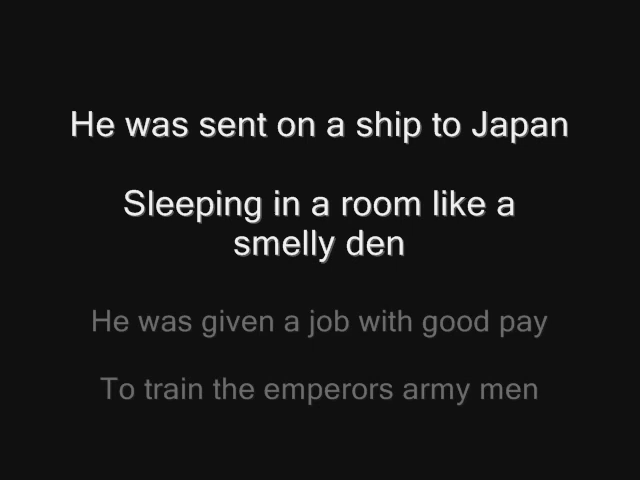 He was sent on a ship to Japan
Sleeping in a room like a
smelly den
He was given a job with good pay
To train the emperors army men